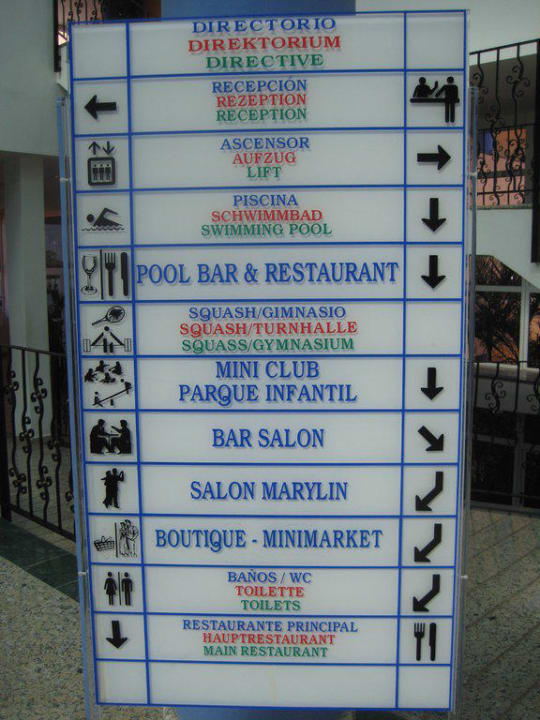 DIRECTORIO
DIREKTORIUM
DIRECTIVE
RECEPCIÓN
REZEPTION
RECEPTION
ASCENSOR
AUFZUG
LIFT
PISCINA
SCHWIMMBAD
SWIMMING POOL
POOL BAR & RESTAURANT
SQUASH/GIMNASIO
SQUASH/TURNHALLE
SQUASS/GYMNASIUM
MINI CLUB
PARQUE INFANTIL
BAR SALON
SALON MARYLIN
BOUTIQUE - MINIMARKET
BAÑOS / WC
TOILETTE
TOILETS
RESTAURANTE PRINCIPAL
HAUPTRESTAURANT
MAIN RESTAURANT